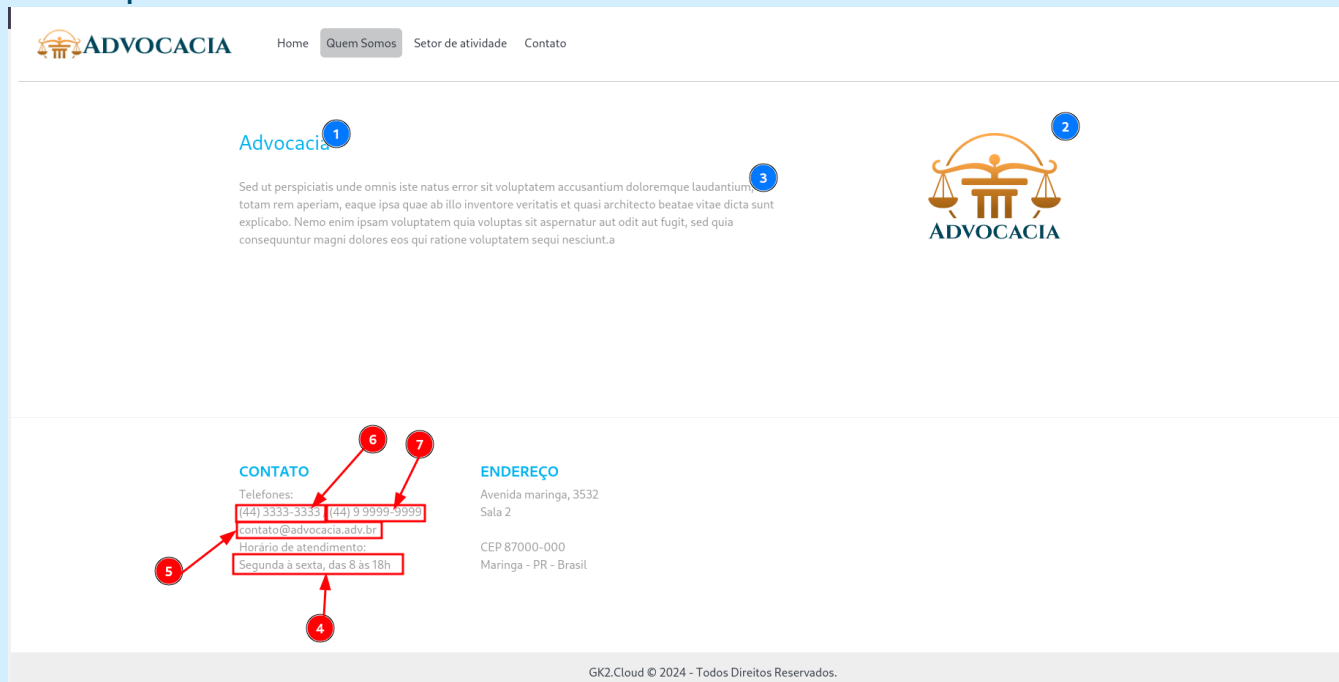 ADVOCACIA
Home Quem Somos Setor de atividade Contato
Advocacia
1
2
3
Sed ut perspiciatis unde omnis iste natus error sit voluptatem accusantium doloremque laudantium,
totam rem aperiam, eaque ipsa quae ab illo inventore veritatis et quasi architecto beatae vitae dicta sunt
explicabo. Nemo enim ipsam voluptatem quia voluptas sit aspernatur aut odit aut fugit, sed quia
consequuntur magni dolores eos qui ratione voluptatem sequi nesciunt.a
ADVOCACIA
6
7
CONTATO
Telefones:
(44) 3333-3333 (44) 9 9999-9999
contato@advocacia.adv.br
Horário de atendimento:
Segunda à sexta, das 8 às 18h
5
4
ENDEREÇO
Avenida maringa, 3532
Sala 2
CEP 87000-000
Maringa - PR - Brasil
GK2.Cloud © 2024 - Todos Direitos Reservados.